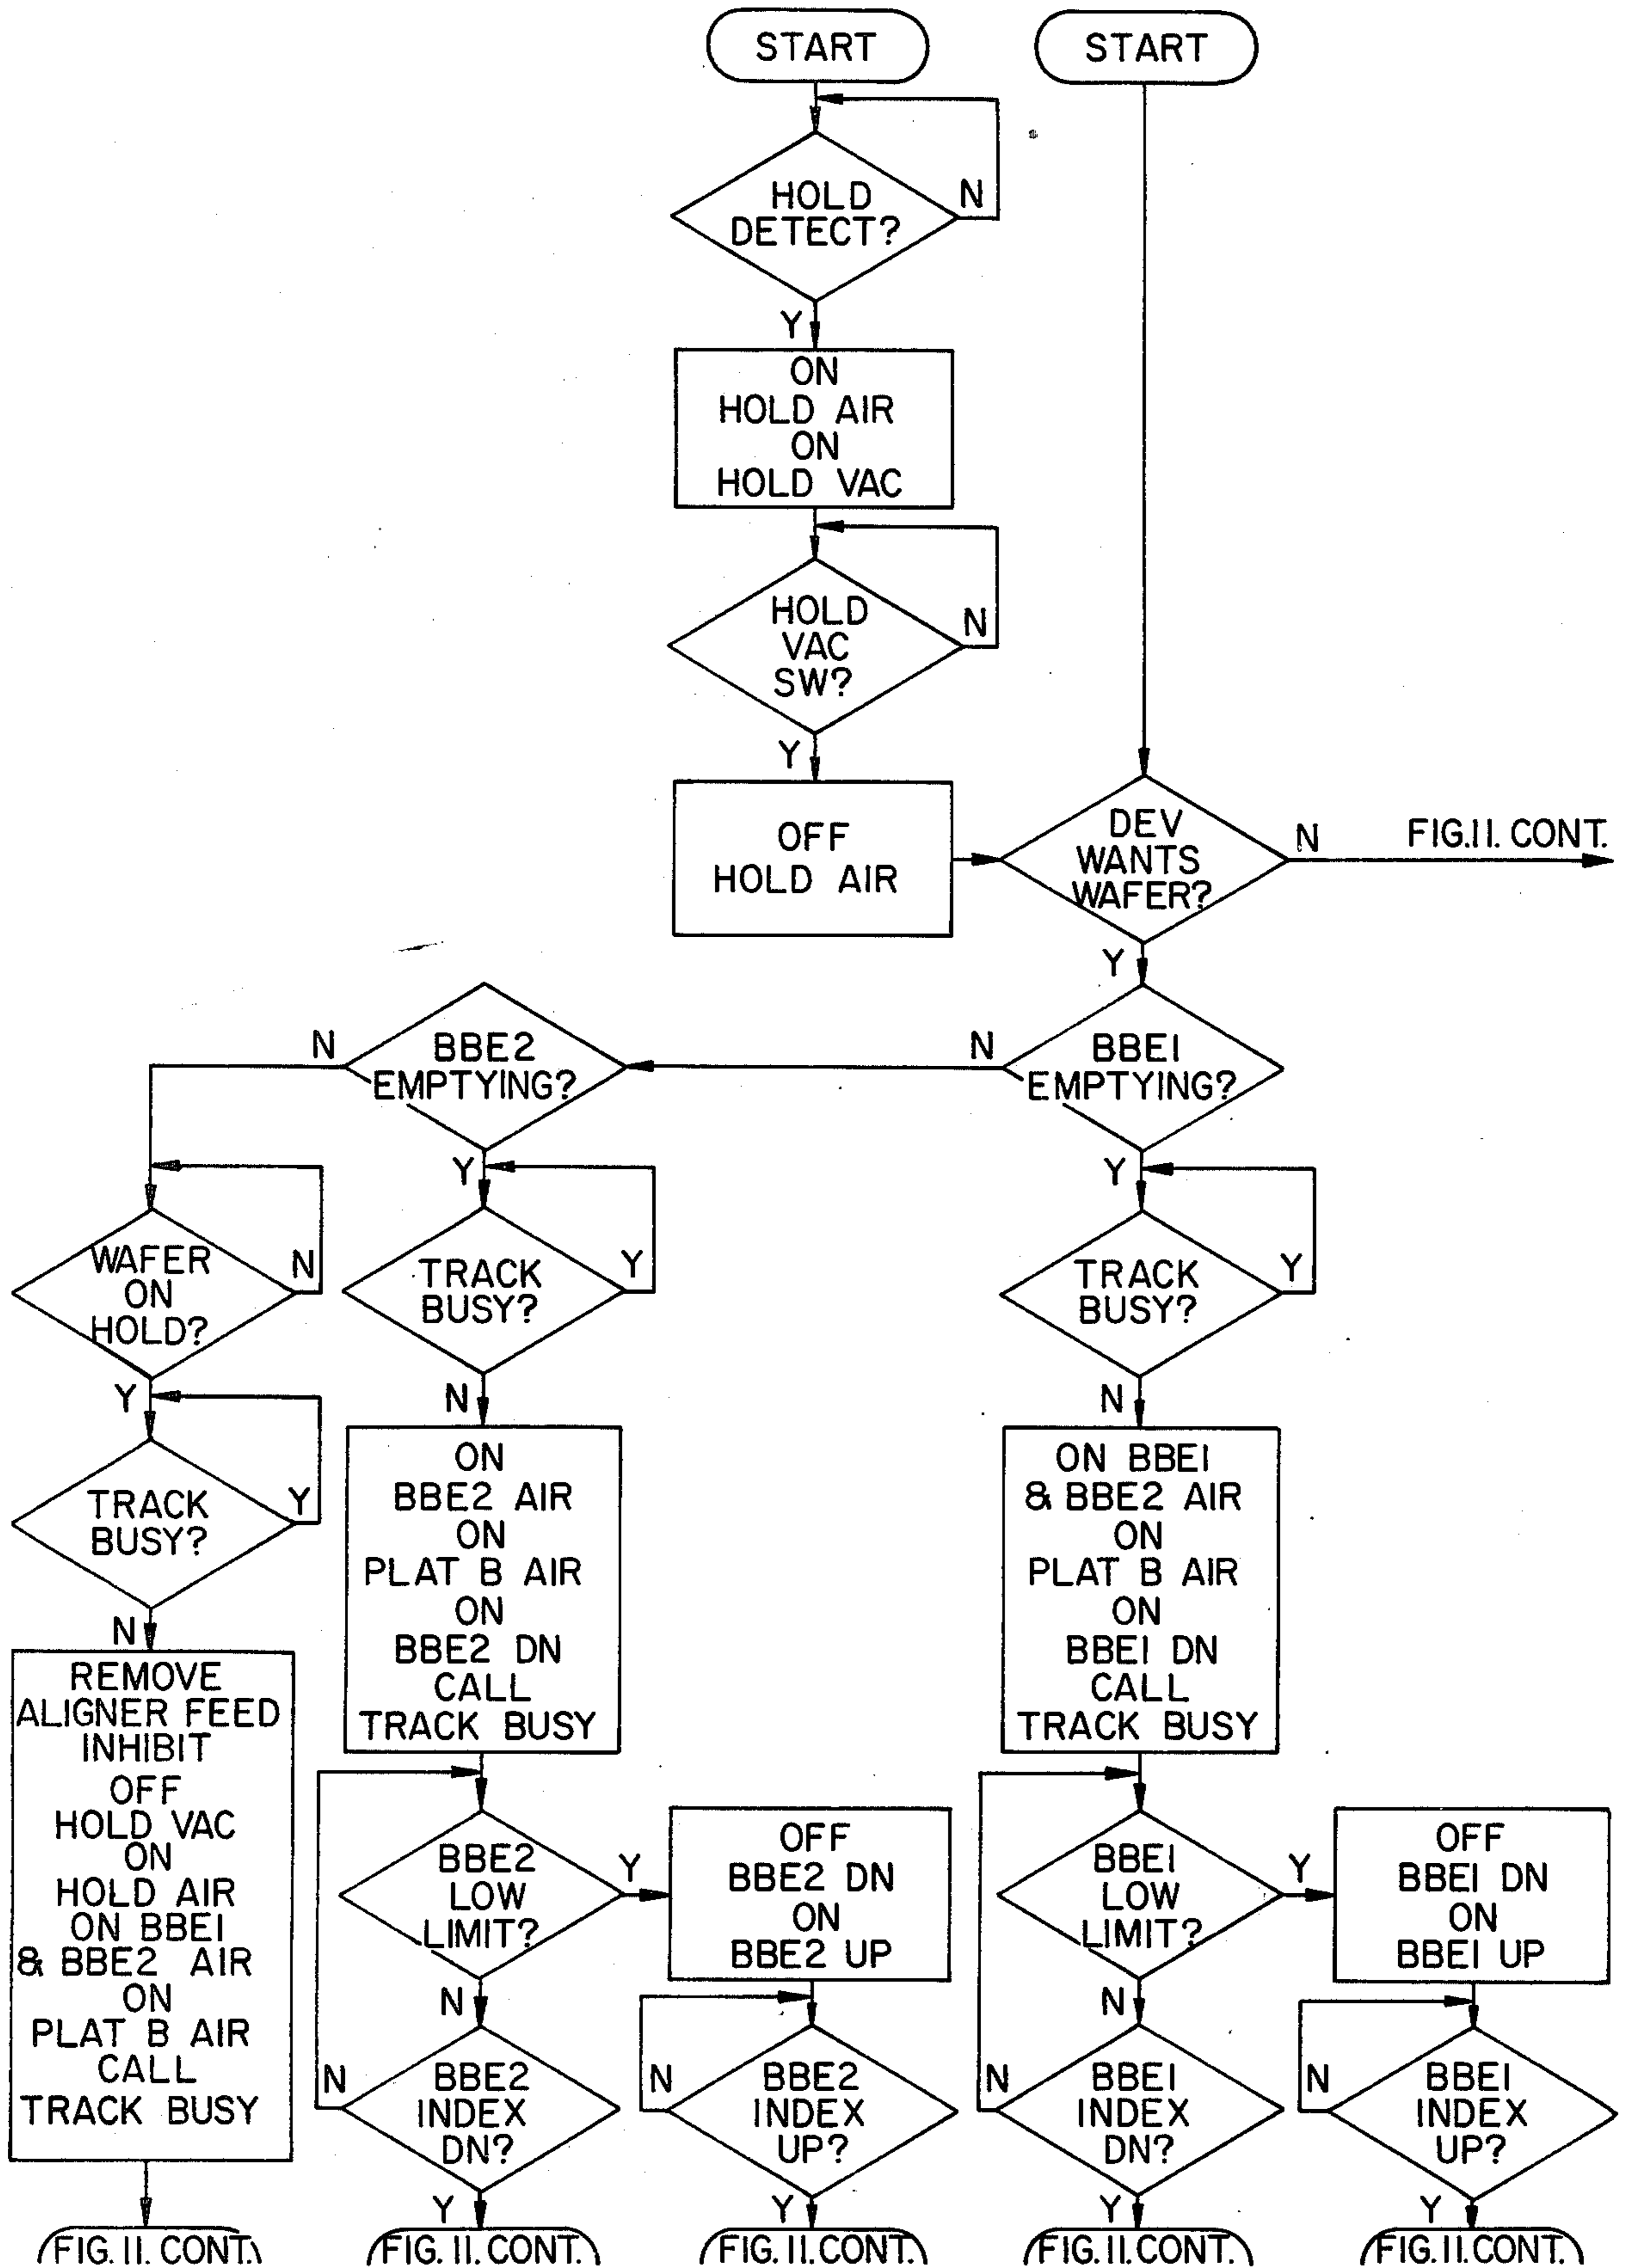 START
START
HOLD
DETECT?
N
Y
ON
HOLD AIR
ON
HOLD VAC
HOLD
VAC
SW?
N
Y
OFF
HOLD AIR
DEV
WANTS
WAFER?
N
FIG.11. CONT.
Y
BBE1
EMPTYING?
N
BBE2
EMPTYING?
N
WAFER
ON
HOLD?
N
Y
TRACK
BUSY?
Y
N
REMOVE
ALIGNER FEED
INHIBIT
OFF
HOLD VAC
ON
HOLD AIR
ON BBE1
& BBE2 AIR
ON
PLAT B AIR
CALL
TRACK BUSY
FIG.11. CONT.
Y
TRACK
BUSY?
Y
N
ON
BBE2 AIR
ON
PLAT B AIR
ON
BBE2 DN
CALL
TRACK BUSY
BBE2
LOW
LIMIT?
Y
N
BBE2
INDEX
DN?
N
Y
FIG.11. CONT.
OFF
BBE2 DN
ON
BBE2 UP
BBE2
INDEX
UP?
N
Y
FIG.11. CONT.
Y
TRACK
BUSY?
Y
N
ON BBE1
& BBE2 AIR
ON
PLAT B AIR
ON
BBE1 DN
CALL
TRACK BUSY
BBE1
LOW
LIMIT?
Y
N
BBE1
INDEX
DN?
N
Y
FIG.11. CONT.
OFF
BBE1 DN
ON
BBE1 UP
BBE1
INDEX
UP?
N
Y
FIG.11. CONT.